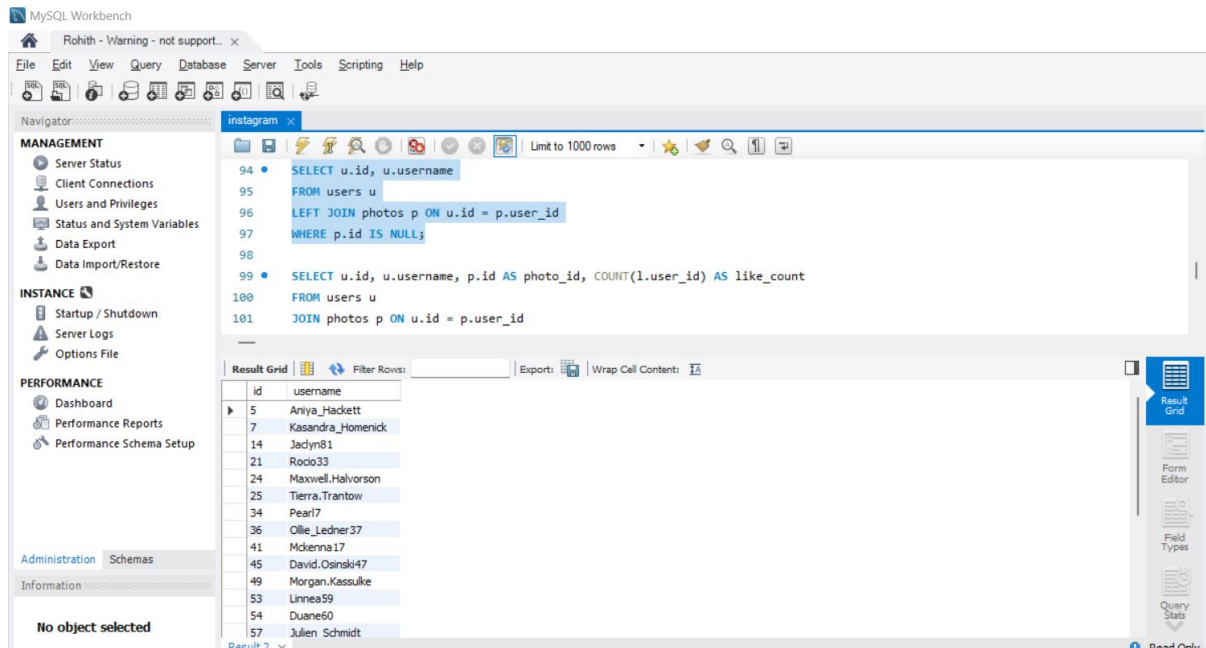 MySQL Workbench
Rohith - Warning - not support...
File Edit View Query Database Server Tools Scripting Help
Navigator
MANAGEMENT
Server Status
Client Connections
Users and Privileges
Status and System Variables
Data Export
Data Import/Restore
INSTANCE
Startup / Shutdown
Server Logs
Options File
PERFORMANCE
Dashboard
Performance Reports
Performance Schema Setup
Administration Schemas
Information
No object selected
instagram
Limit to 1000 rows
94 SELECT u.id, u.username
95 FROM users u
96 LEFT JOIN photos p ON u.id = p.user_id
97 WHERE p.id IS NULL;
98
99 SELECT u.id, u.username, p.id AS photo_id, COUNT(l.user_id) AS like_count
100 FROM users u
101 JOIN photos p ON u.id = p.user_id
Result Grid Filter Rows: Export: Wrap Cell Content:
id username
5 Aniya_Hackett
7 Kasandra_Homenick
14 Jaclyn81
21 Rocio33
24 Maxwell.Halvorson
25 Tierra.Trantow
34 Pearl7
36 Ollie_Ledner37
41 Mckenna17
45 David.Osinski47
49 Morgan.Kassulke
53 Linnea59
54 Duane60
57 Julien_Schmidt
Result 2
Read Only
Result
Grid
Form
Editor
Field
Types
Query
Stats